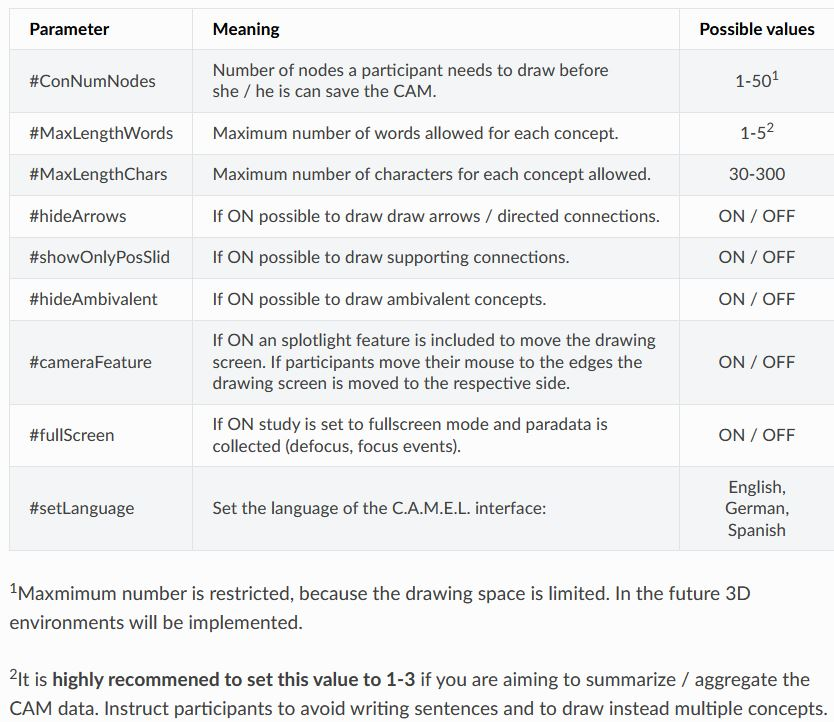 Parameter Meaning Possible values
#ConNumNodes Number of nodes a participant needs to draw before she / he is can save the CAM. 1-50¹
#MaxLengthWords Maximum number of words allowed for each concept. 1-5²
#MaxLengthChars Maximum number of characters for each concept allowed. 30-300
#hideArrows If ON possible to draw draw arrows / directed connections. ON / OFF
#showOnlyPosSlid If ON possible to draw supporting connections. ON / OFF
#hideAmbivalent If ON possible to draw ambivalent concepts. ON / OFF
#cameraFeature If ON an splotlight feature is included to move the drawing screen. If participants move their mouse to the edges the drawing screen is moved to the respective side. ON / OFF
#fullScreen If ON study is set to fullscreen mode and paradata is collected (defocus, focus events). ON / OFF
#setLanguage Set the language of the C.A.M.E.L. interface: English, German, Spanish
¹Maxmimum number is restricted, because the drawing space is limited. In the future 3D
environments will be implemented.
²It is highly recommened to set this value to 1-3 if you are aiming to summarize / aggregate the
CAM data. Instruct participants to avoid writing sentences and to draw instead multiple concepts.